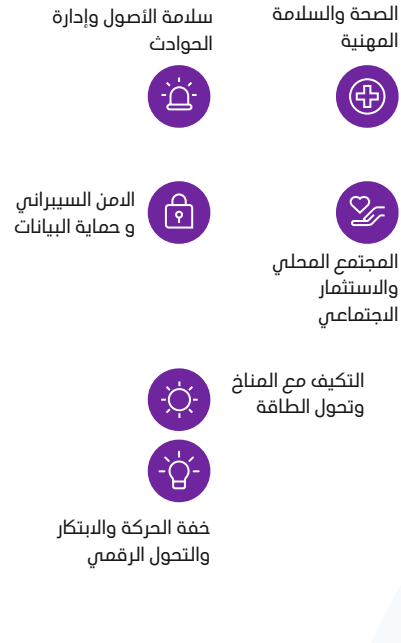 الصحة والسلامة
المهنية
سلامة الأصول وإدارة
الحوادث
الامن السيبراني
و حماية البيانات
المجتمع المحلي
والاستثمار
الاجتماعي
التكيف مع المناخ
وتحول الطاقة
خفة الحركة والابتكار
والتحول الرقمي